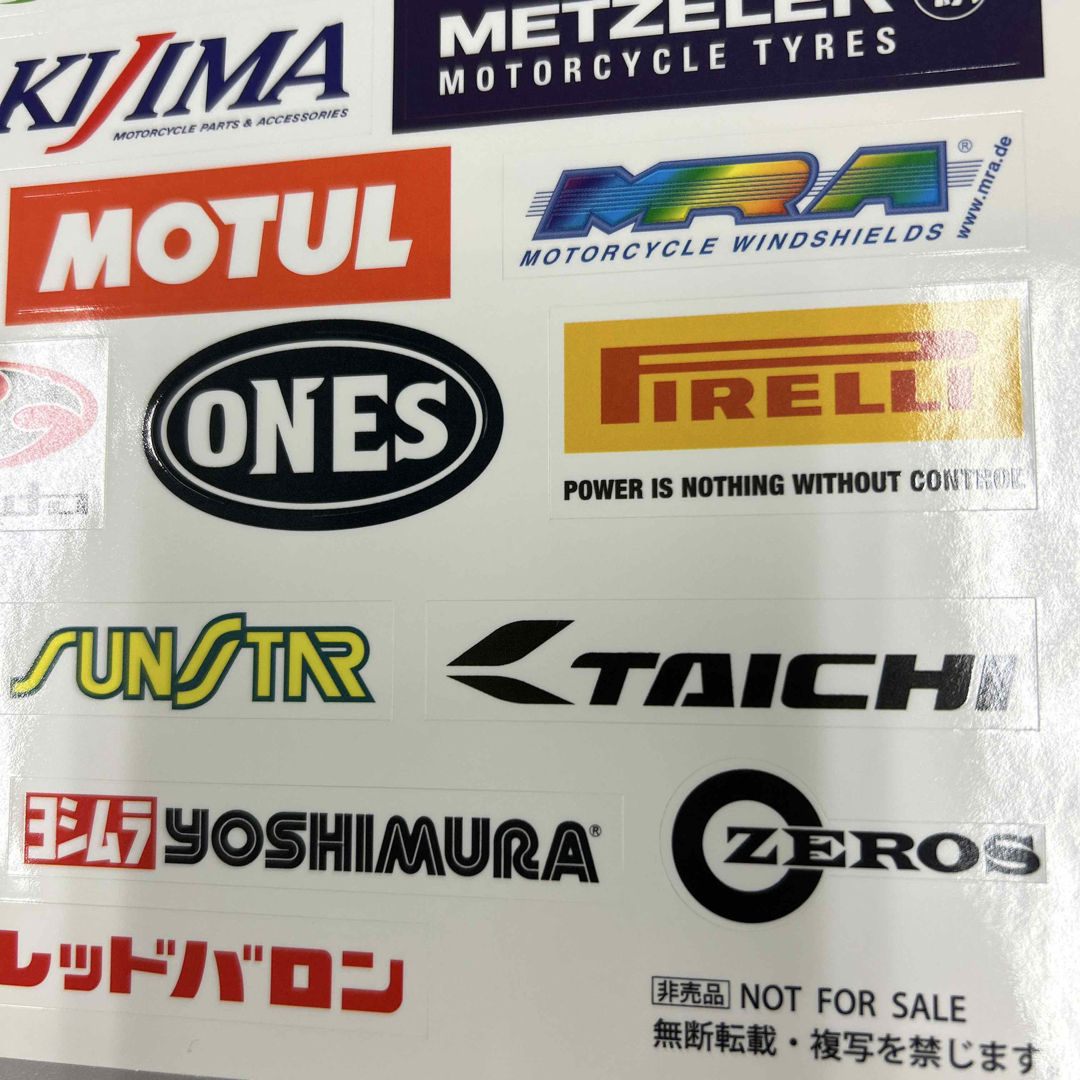 METZELER
MOTORCYCLE TYRES
KIJIMA
MOTORCYCLE PARTS & ACCESSORIES
MOTUL
MRA®
MOTORCYCLE WINDSHIELDS
www.mra.de
ONES
PIRELLI
POWER IS NOTHING WITHOUT CONTROL
SUNSTAR
TAICHI
ヨシムラ YOSHIMURA®
ZEROS
レッドバロン
非売品 NOT FOR SALE
無断転載・複写を禁じます